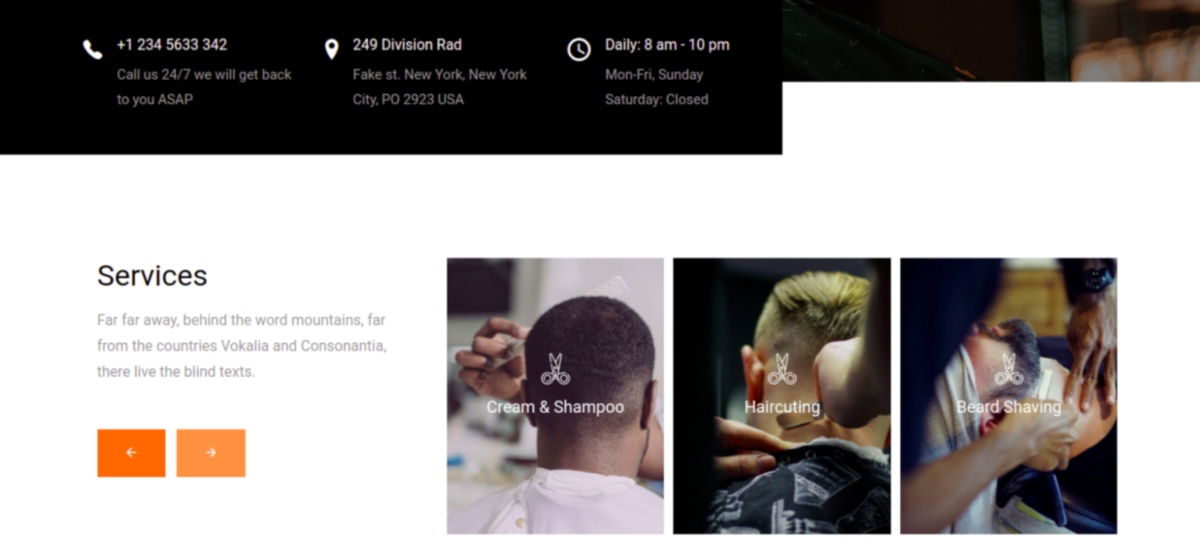 +1 234 5633 342
Call us 24/7 we will get back
to you ASAP
249 Division Rad
Fake st. New York, New York
City, PO 2923 USA
Daily: 8 am - 10 pm
Mon-Fri, Sunday
Saturday: Closed
Services
Far far away, behind the word mountains, far
from the countries Vokalia and Consonantia,
there live the blind texts.
Cream & Shampoo
Haircuting
Beard Shaving